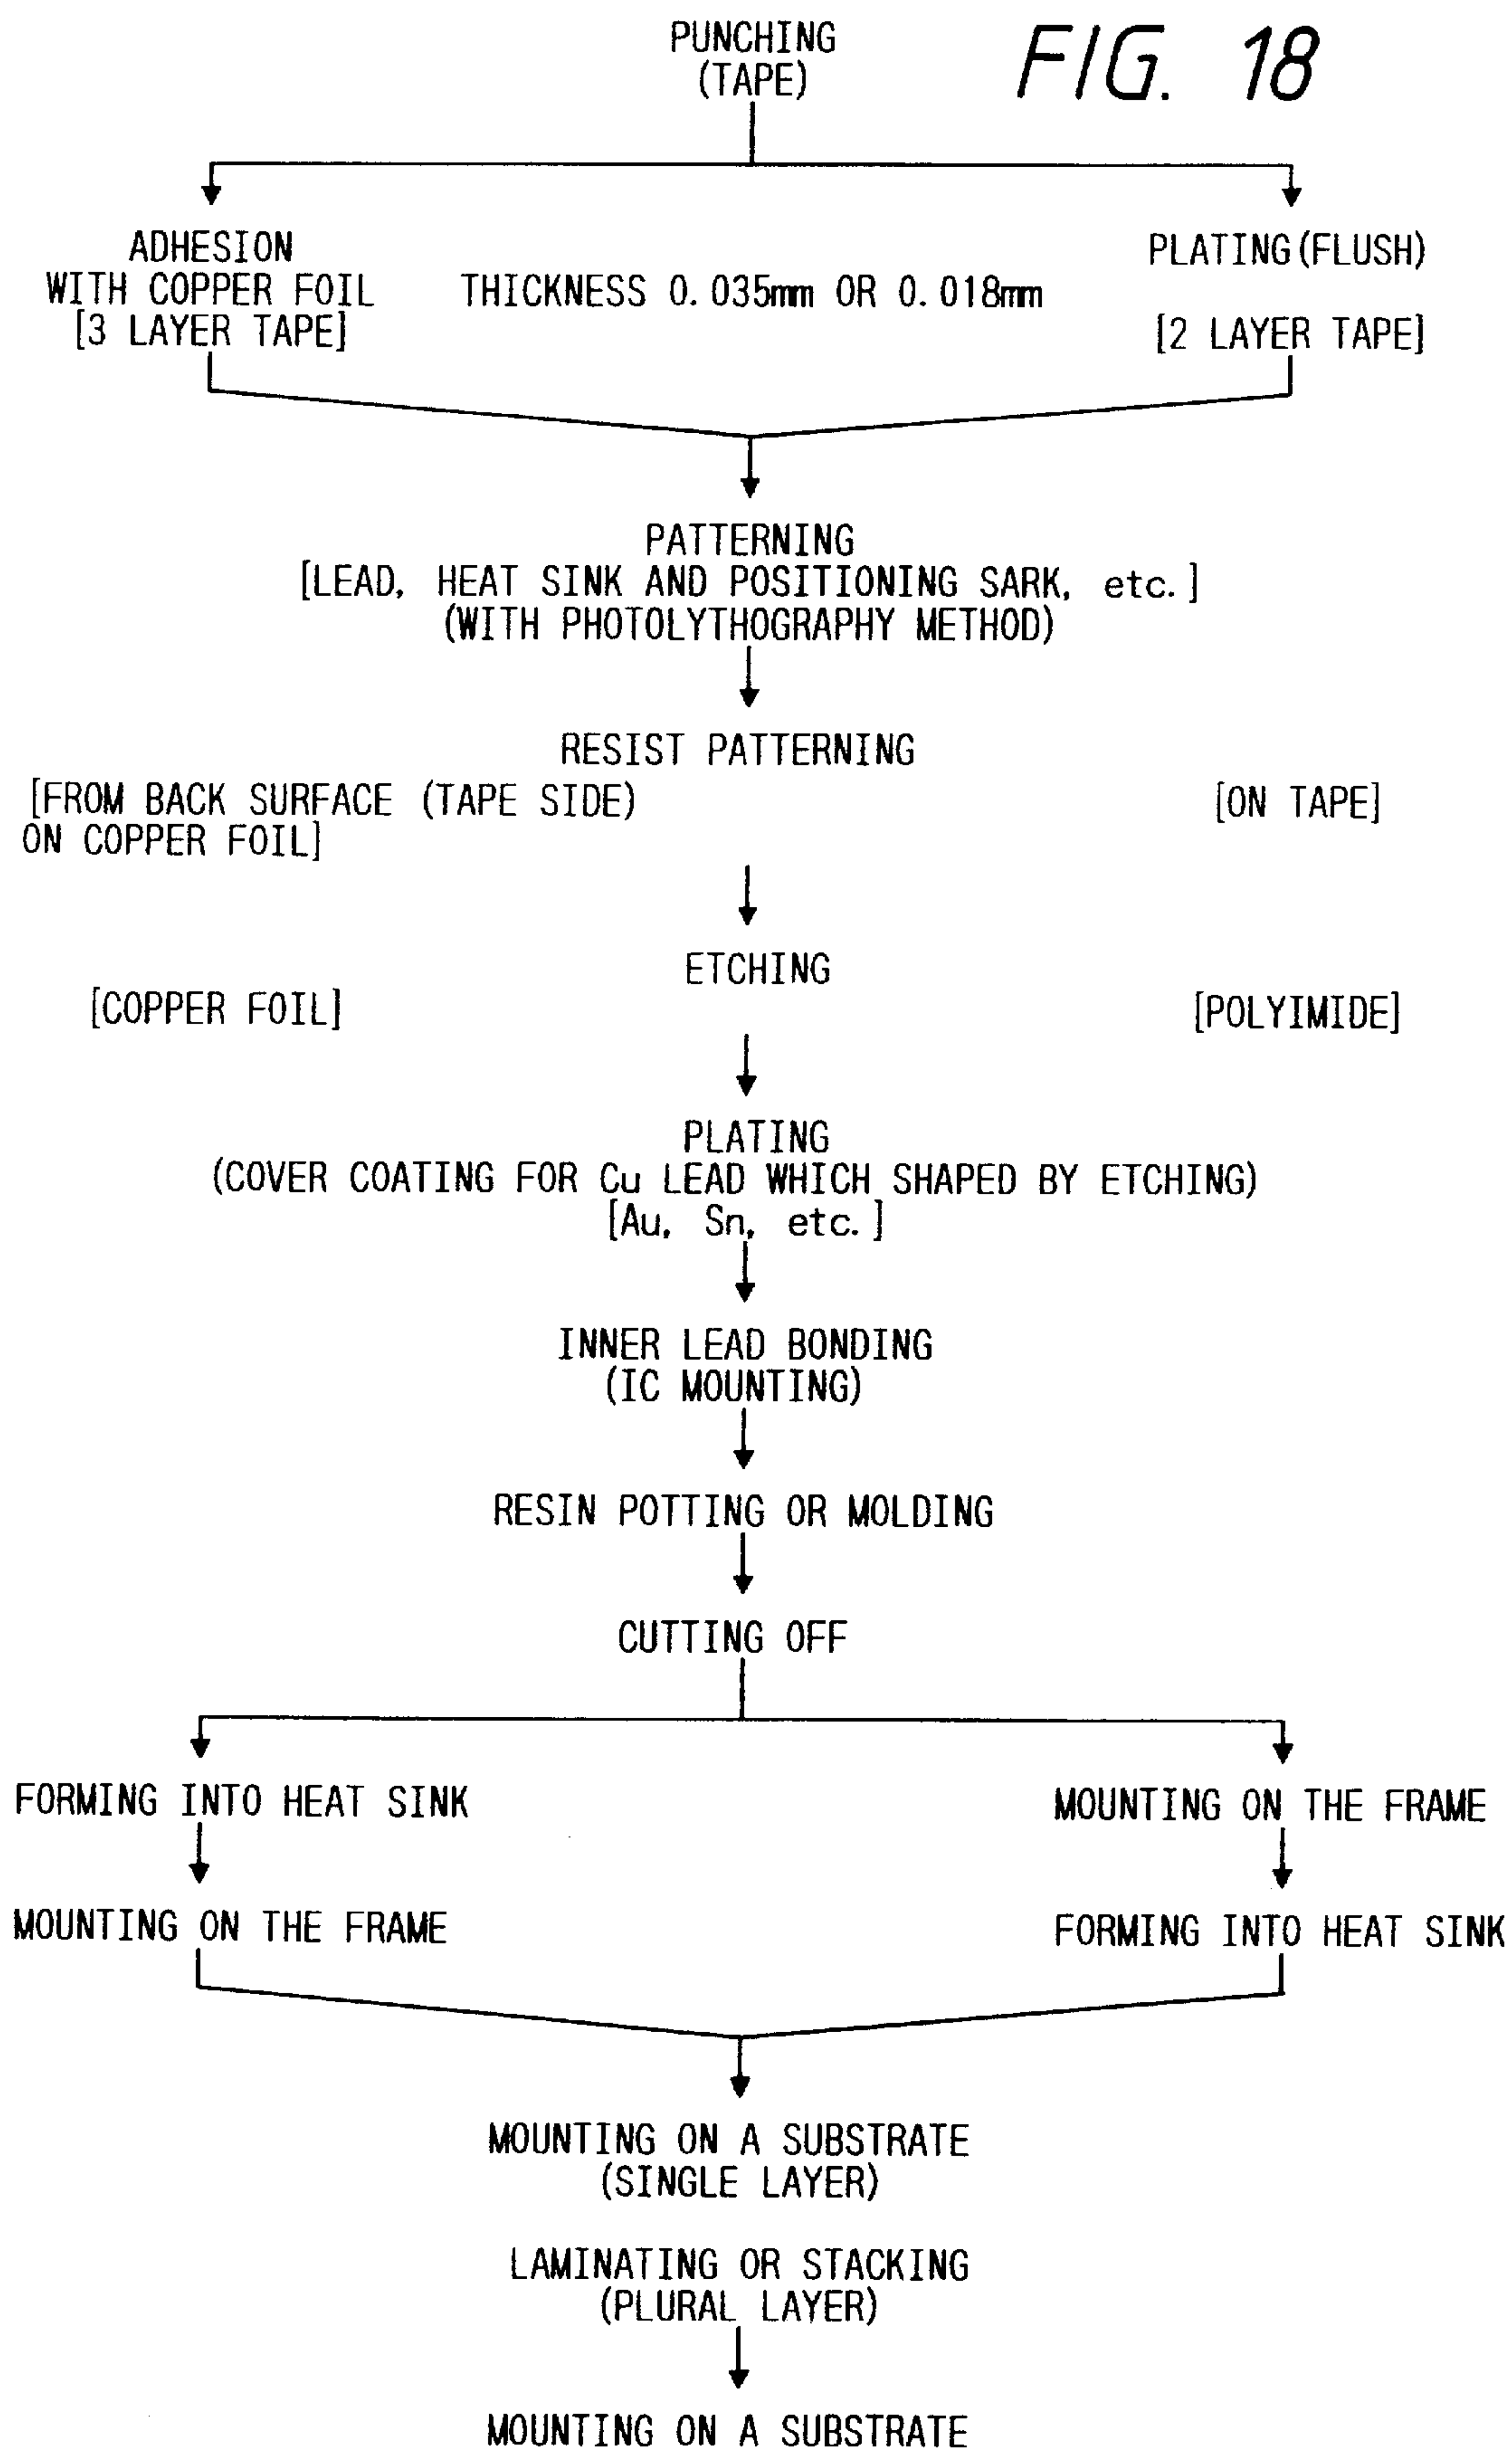 PUNCHING
(TAPE)
FIG. 18
ADHESION
WITH COPPER FOIL
[3 LAYER TAPE]
THICKNESS 0.035mm OR 0.018mm
PLATING(FLUSH)
[2 LAYER TAPE]
PATTERNING
[LEAD, HEAT SINK AND POSITIONING SARK, etc.]
(WITH PHOTOLYTHOGRAPHY METHOD)
RESIST PATTERNING
[FROM BACK SURFACE (TAPE SIDE)
ON COPPER FOIL]
[ON TAPE]
ETCHING
[COPPER FOIL]
[POLYIMIDE]
PLATING
(COVER COATING FOR Cu LEAD WHICH SHAPED BY ETCHING)
[Au, Sn, etc.]
INNER LEAD BONDING
(IC MOUNTING)
RESIN POTTING OR MOLDING
CUTTING OFF
FORMING INTO HEAT SINK
MOUNTING ON THE FRAME
MOUNTING ON THE FRAME
FORMING INTO HEAT SINK
MOUNTING ON A SUBSTRATE
(SINGLE LAYER)
LAMINATING OR STACKING
(PLURAL LAYER)
MOUNTING ON A SUBSTRATE